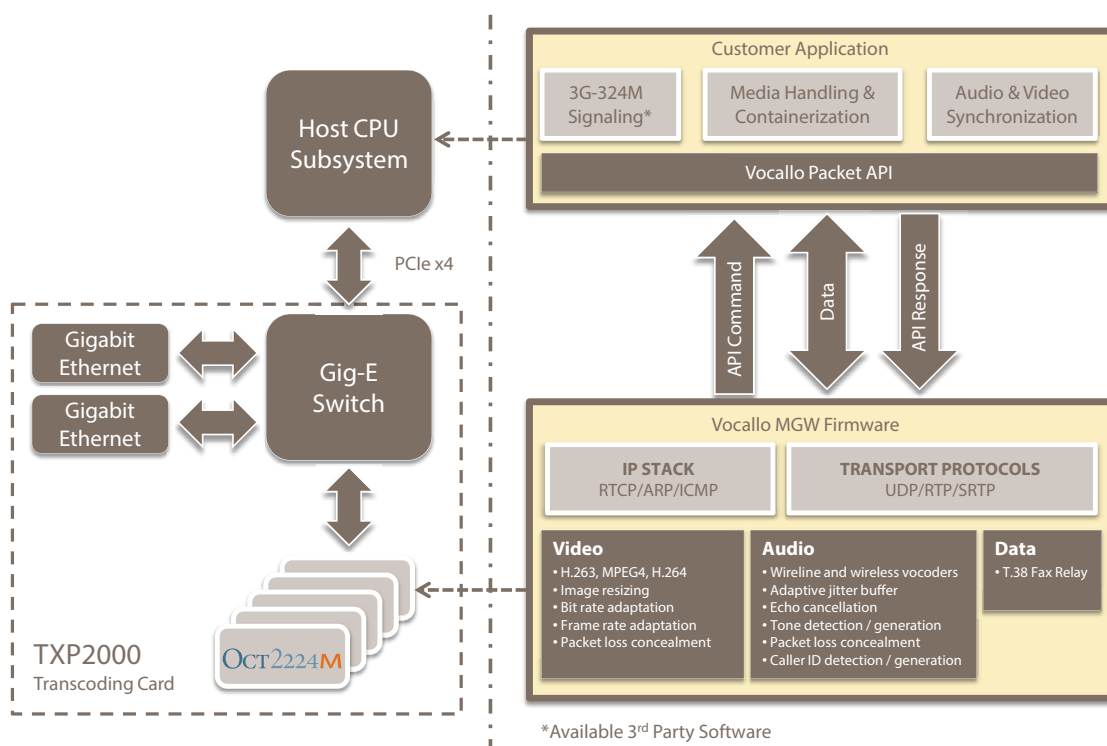 Host CPU
Subsystem
PCIe x4
Gigabit
Ethernet
Gigabit
Ethernet
Gig-E
Switch
OCT2224M
TXP2000
Transcoding Card
Customer Application
3G-324M
Signaling*
Media Handling &
Containerization
Audio & Video
Synchronization
Vocallo Packet API
API Command
Data
API Response
Vocallo MGW Firmware
IP STACK
RTCP/ARP/ICMP
TRANSPORT PROTOCOLS
UDP/RTP/SRTP
Video
• H.263, MPEG4, H.264
• Image resizing
• Bit rate adaptation
• Frame rate adaptation
• Packet loss concealment
Audio
• Wireline and wireless vocoders
• Adaptive jitter buffer
• Echo cancellation
• Tone detection / generation
• Packet loss concealment
• Caller ID detection / generation
Data
• T.38 Fax Relay
*Available 3rd Party Software